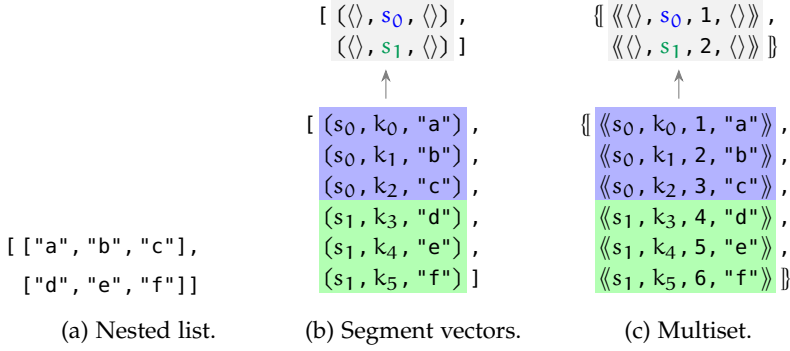 [ ["a", "b", "c"],
["d", "e", "f"]]
(a) Nested list.
[ (⟨⟩, s₀, ⟨⟩) ,
(⟨⟩, s₁, ⟨⟩) ]
[ (s₀, k₀, "a") ,
(s₀, k₁, "b") ,
(s₀, k₂, "c") ,
(s₁, k₃, "d") ,
(s₁, k₄, "e") ,
(s₁, k₅, "f") ]
(b) Segment vectors.
⦃ ⟪⟨⟩, s₀, 1, ⟨⟩⟫ ,
⟪⟨⟩, s₁, 2, ⟨⟩⟫ ⦄
⦃ ⟪s₀, k₀, 1, "a"⟫ ,
⟪s₀, k₁, 2, "b"⟫ ,
⟪s₀, k₂, 3, "c"⟫ ,
⟪s₁, k₃, 4, "d"⟫ ,
⟪s₁, k₄, 5, "e"⟫ ,
⟪s₁, k₅, 6, "f"⟫ ⦄
(c) Multiset.